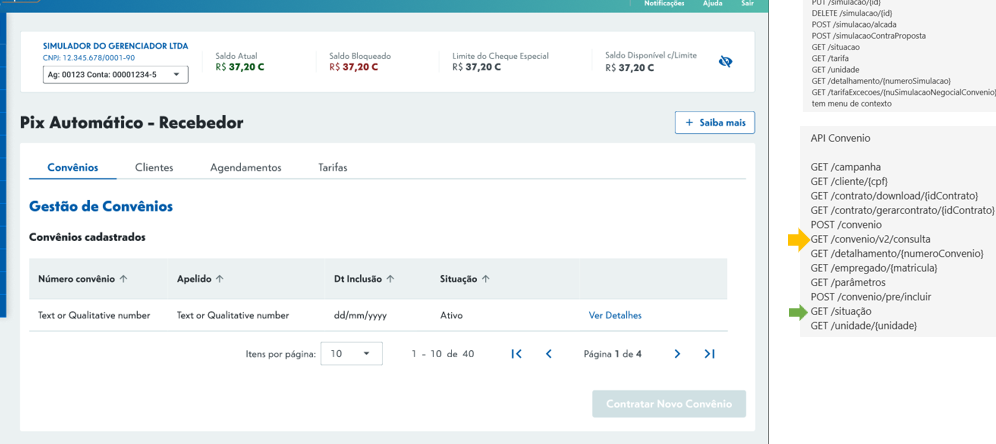 Notificações Ajuda Sair
SIMULADOR DO GERENCIADOR LTDA
CNPJ: 12.345.678/0001-90
Ag: 00123 Conta: 00001234-5
Saldo Atual
R$ 37,20 C
Saldo Bloqueado
R$ 37,20 C
Limite do Cheque Especial
R$ 37,20 C
Saldo Disponível c/Limite
R$ 37,20 C
Pix Automático - Recebedor
+ Saiba mais
Convênios Clientes Agendamentos Tarifas
Gestão de Convênios
Convênios cadastrados
Número convênio ↑ Apelido ↑ Dt Inclusão ↑ Situação ↑
Text or Qualitative number Text or Qualitative number dd/mm/yyyy Ativo Ver Detalhes
Itens por página: 10 1 - 10 de 40 Página 1 de 4
Contratar Novo Convênio
PUT /simulacao/{id}
DELETE /simulacao/{id}
POST /simulacao/alcada
POST /simulacaoContraProposta
GET /situacao
GET /tarifa
GET /unidade
GET /detalhamento/{numeroSimulacao}
GET /tarifaExcecoes/{nuSimulacaoNegocialConvenio}
tem menu de contexto
API Convenio
GET /campanha
GET /cliente/{cpf}
GET /contrato/download/{idContrato}
GET /contrato/gerarcontrato/{idContrato}
POST /convenio
GET /convenio/v2/consulta
GET /detalhamento/{numeroConvenio}
GET /empregado/{matricula}
GET /parâmetros
POST /convenio/pre/incluir
GET /situação
GET /unidade/{unidade}